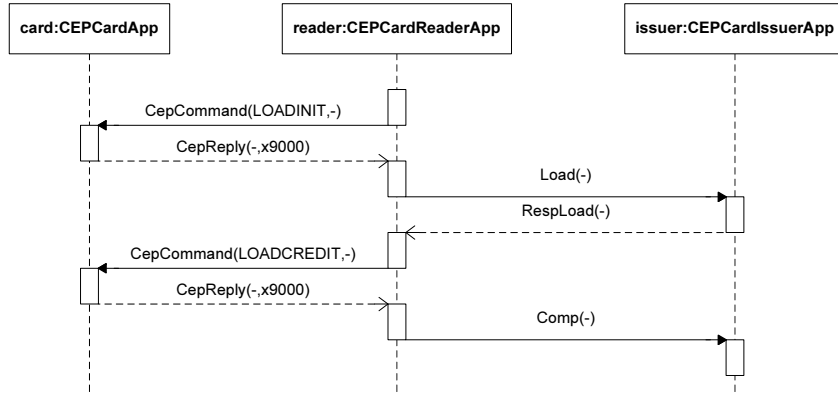 card:CEPCardApp
reader:CEPCardReaderApp
issuer:CEPCardIssuerApp
CepCommand(LOADINIT,-)
CepReply(-,x9000)
Load(-)
RespLoad(-)
CepCommand(LOADCREDIT,-)
CepReply(-,x9000)
Comp(-)